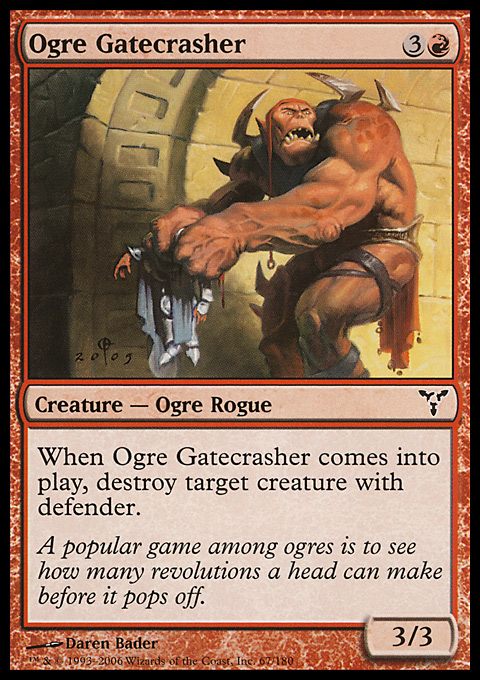 Ogre Gatecrasher 3
2005
Creature — Ogre Rogue
When Ogre Gatecrasher comes into
play, destroy target creature with
defender.
A popular game among ogres is to see
how many revolutions a head can make
before it pops off.
3/3
Daren Bader
™ & © 1993-2006 Wizards of the Coast, Inc. 67/180